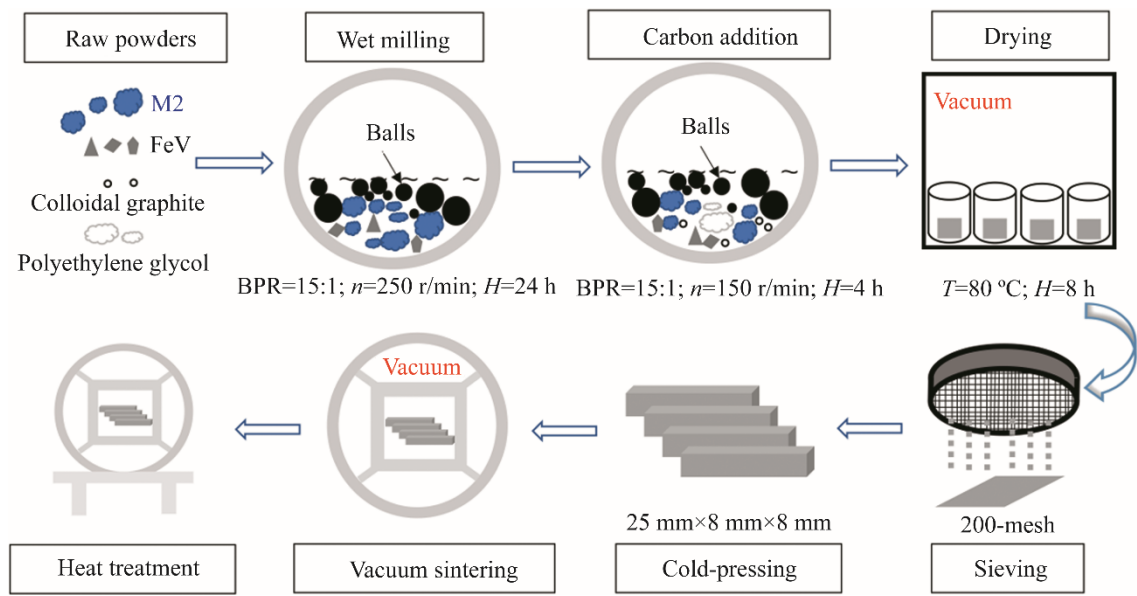 Raw powders
Wet milling
Carbon addition
Drying
M2
FeV
Colloidal graphite
Polyethylene glycol
Balls
BPR=15:1; n=250 r/min; H=24 h
Balls
BPR=15:1; n=150 r/min; H=4 h
Vacuum
T=80 ºC; H=8 h
Vacuum
25 mm×8 mm×8 mm
200-mesh
Heat treatment
Vacuum sintering
Cold-pressing
Sieving